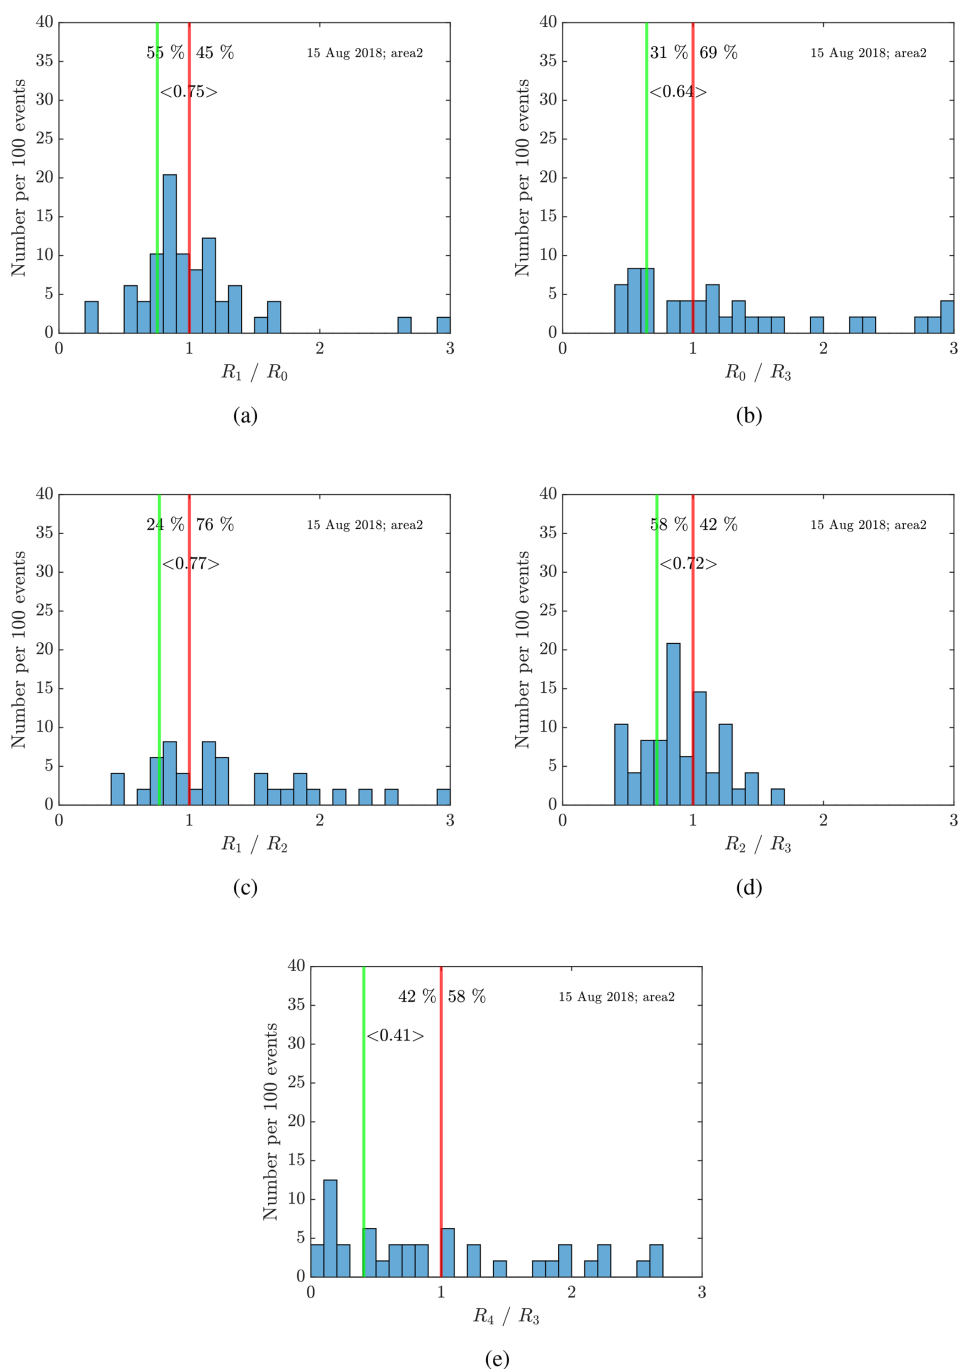 40
55 % 45 % 15 Aug 2018; area2
35
<0.75>
30
25
20
15
10
5
0
Number per 100 events
0 1 2 3
R₁ / R₀
(a)
40
31 % 69 % 15 Aug 2018; area2
35
<0.64>
30
25
20
15
10
5
0
Number per 100 events
0 1 2 3
R₀ / R₃
(b)
40
24 % 76 % 15 Aug 2018; area2
35
<0.77>
30
25
20
15
10
5
0
Number per 100 events
0 1 2 3
R₁ / R₂
(c)
40
58 % 42 % 15 Aug 2018; area2
35
<0.72>
30
25
20
15
10
5
0
Number per 100 events
0 1 2 3
R₂ / R₃
(d)
40
42 % 58 % 15 Aug 2018; area2
35
<0.41>
30
25
20
15
10
5
0
Number per 100 events
0 1 2 3
R₄ / R₃
(e)